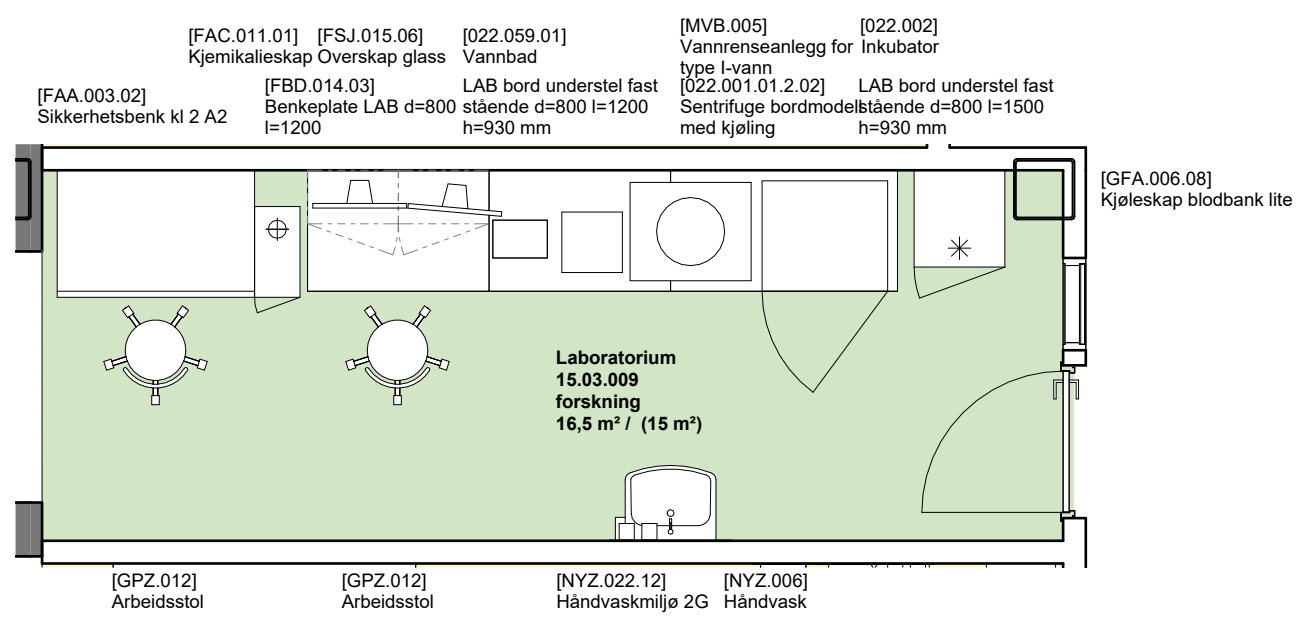 [FAC.011.01]
Kjemikalieskap
[FSJ.015.06]
Overskap glass
[022.059.01]
Vannbad
[MVB.005]
Vannrenseanlegg for
type I-vann
[022.002]
Inkubator
[FAA.003.02]
Sikkerhetsbenk kl 2 A2
[FBD.014.03]
Benkeplate LAB d=800
l=1200
LAB bord understel fast
stående d=800 l=1200
h=930 mm
[022.001.01.2.02]
Sentrifuge bordmodell
med kjøling
LAB bord understel fast
stående d=800 l=1500
h=930 mm
[GFA.006.08]
Kjøleskap blodbank lite
Laboratorium
15.03.009
forskning
16,5 m² / (15 m²)
[GPZ.012]
Arbeidsstol
[GPZ.012]
Arbeidsstol
[NYZ.022.12]
Håndvaskmiljø 2G
[NYZ.006]
Håndvask